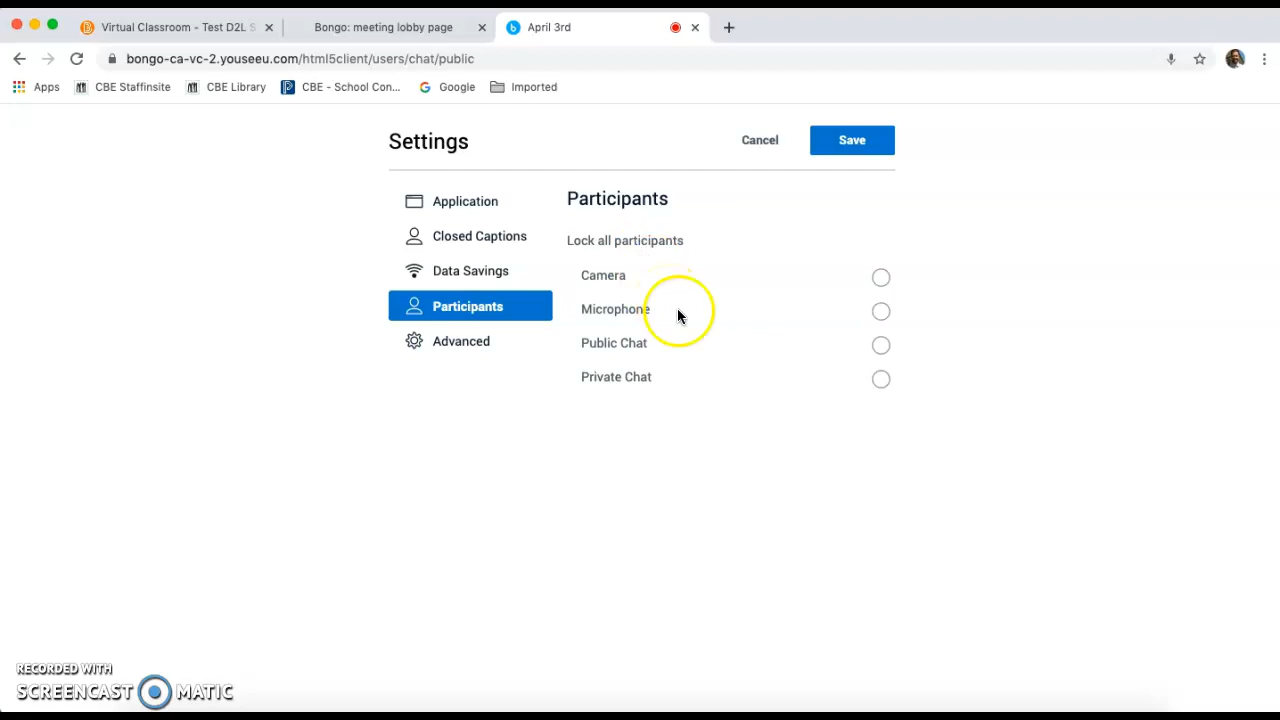 Virtual Classroom - Test D2L S
Bongo: meeting lobby page
April 3rd
bongo-ca-vc-2.youseeu.com/html5client/users/chat/public
Apps
CBE Staffinsite
CBE Library
CBE - School Con...
Google
Imported
Settings
Cancel
Save
Application
Closed Captions
Data Savings
Participants
Advanced
Participants
Lock all participants
Camera
Microphone
Public Chat
Private Chat
RECORDED WITH
SCREENCAST MATIC